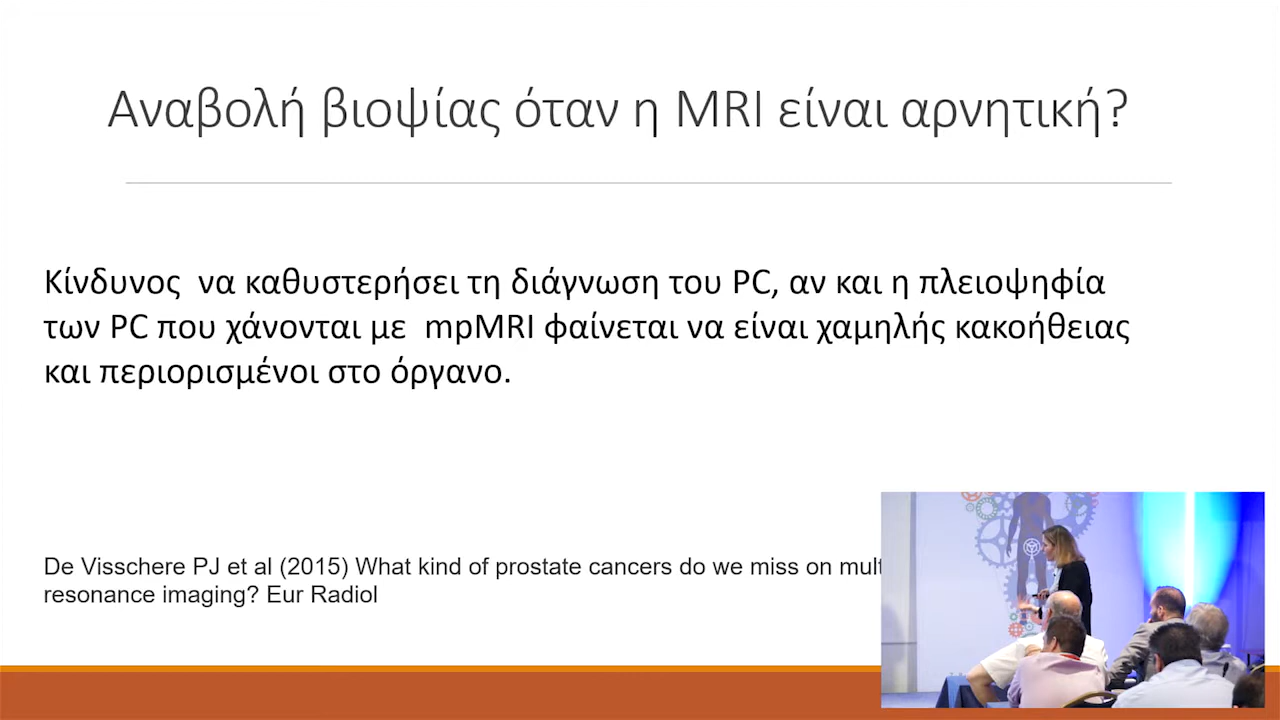 Αναβολή βιοψίας όταν η MRI είναι αρνητική?
Κίνδυνος να καθυστερήσει τη διάγνωση του PC, αν και η πλειοψηφία
των PC που χάνονται με mpMRI φαίνεται να είναι χαμηλής κακοήθειας
και περιορισμένοι στο όργανο.
De Visschere PJ et al (2015) What kind of prostate cancers do we miss on mult
resonance imaging? Eur Radiol